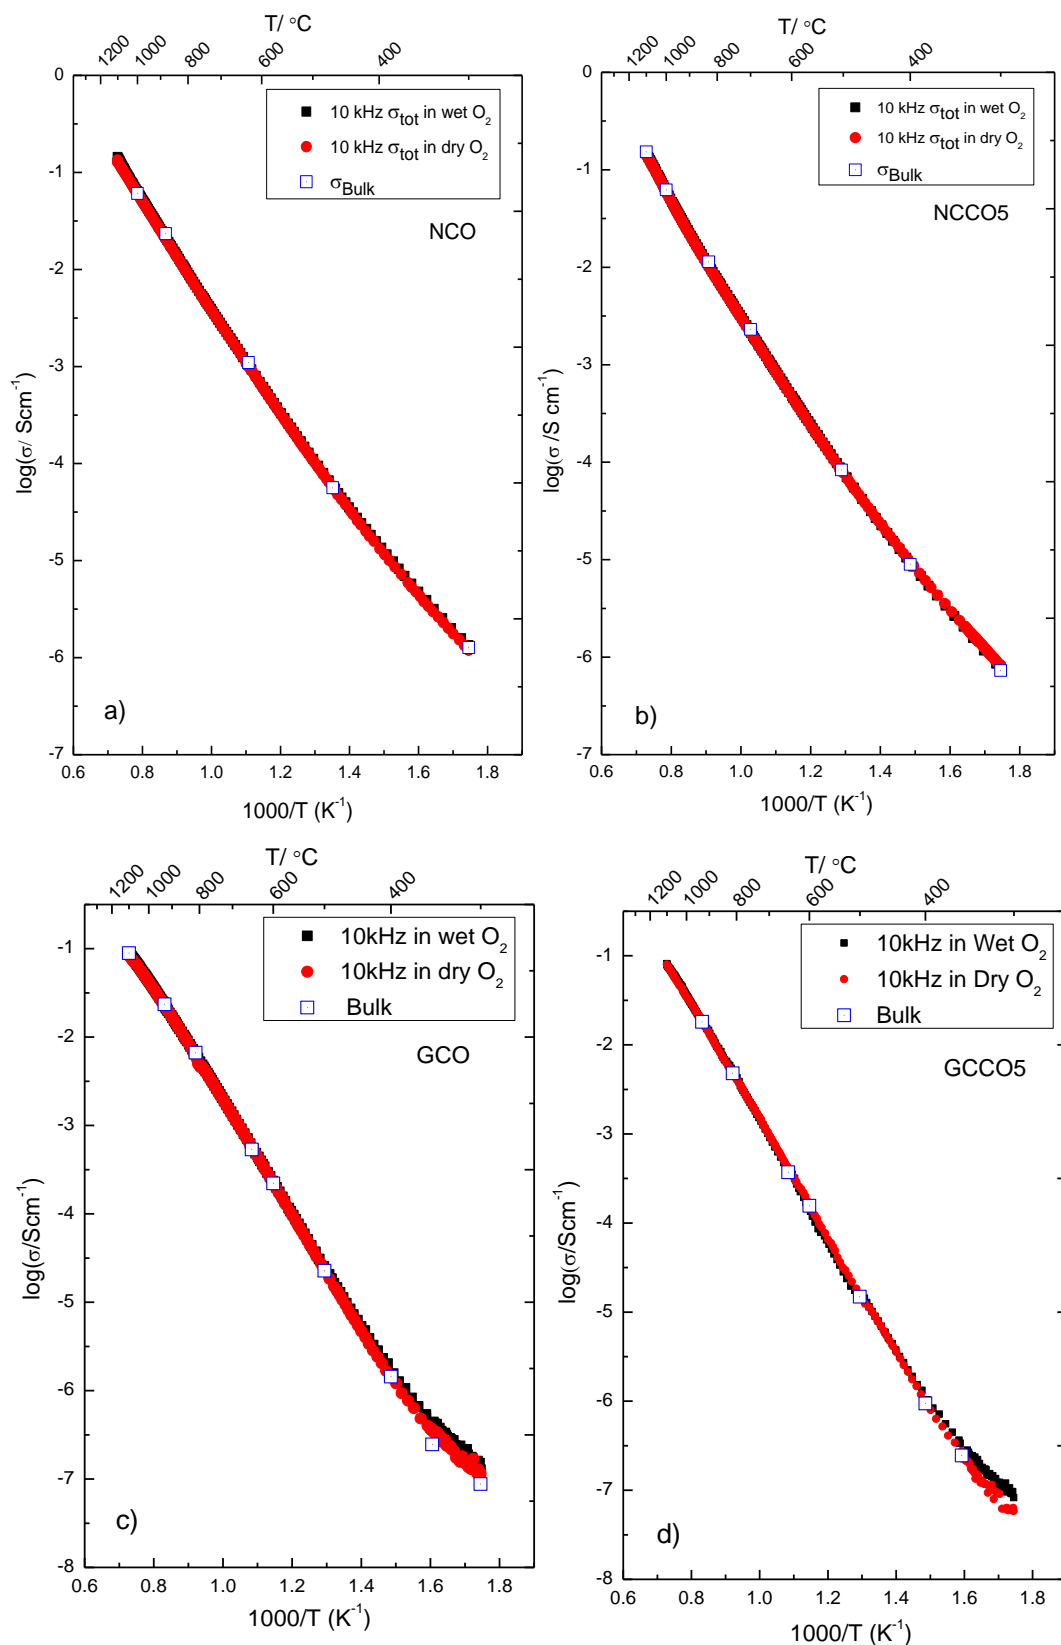 T/ °C
1200 1000 800 600 400
0
-1
-2
-3
-4
-5
-6
-7
log(σ/ Scm⁻¹)
10 kHz σtot in wet O₂
10 kHz σtot in dry O₂
σBulk
NCO
a)
0.6 0.8 1.0 1.2 1.4 1.6 1.8
1000/T (K⁻¹)
T/ °C
1200 1000 800 600 400
0
-1
-2
-3
-4
-5
-6
-7
log(σ /S cm⁻¹)
10 kHz σtot in wet O₂
10 kHz σtot in dry O₂
σBulk
NCCO5
b)
0.6 0.8 1.0 1.2 1.4 1.6 1.8
1000/T (K⁻¹)
T/ °C
1200 1000 800 600 400
-1
-2
-3
-4
-5
-6
-7
-8
log(σ/Scm⁻¹)
10kHz in wet O₂
10kHz in dry O₂
Bulk
GCO
c)
0.6 0.8 1.0 1.2 1.4 1.6 1.8
1000/T (K⁻¹)
T/ °C
1200 1000 800 600 400
-1
-2
-3
-4
-5
-6
-7
-8
log(σ/Scm⁻¹)
10kHz in Wet O₂
10kHz in Dry O₂
Bulk
GCCO5
d)
0.6 0.8 1.0 1.2 1.4 1.6 1.8
1000/T (K⁻¹)